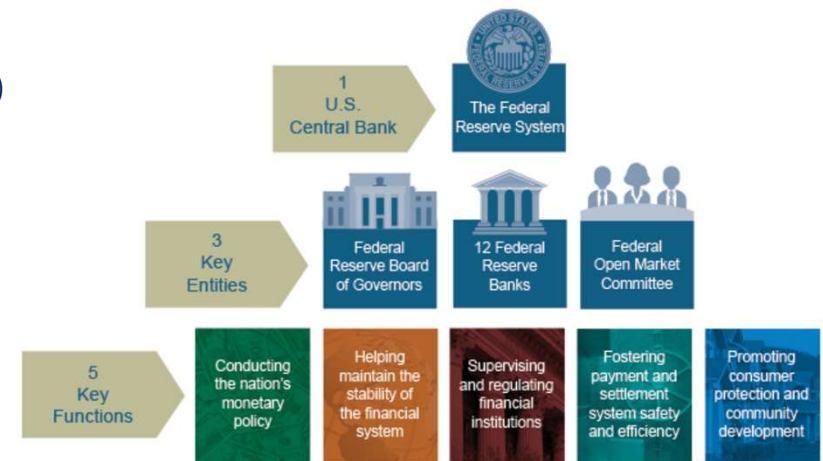 1
U.S.
Central Bank
The Federal
Reserve System
3
Key
Entities
Federal
Reserve Board
of Governors
12 Federal
Reserve
Banks
Federal
Open Market
Committee
5
Key
Functions
Conducting
the nation's
monetary
policy
Helping
maintain the
stability of
the financial
system
Supervising
and regulating
financial
institutions
Fostering
payment and
settlement
system safety
and efficiency
Promoting
consumer
protection and
community
development